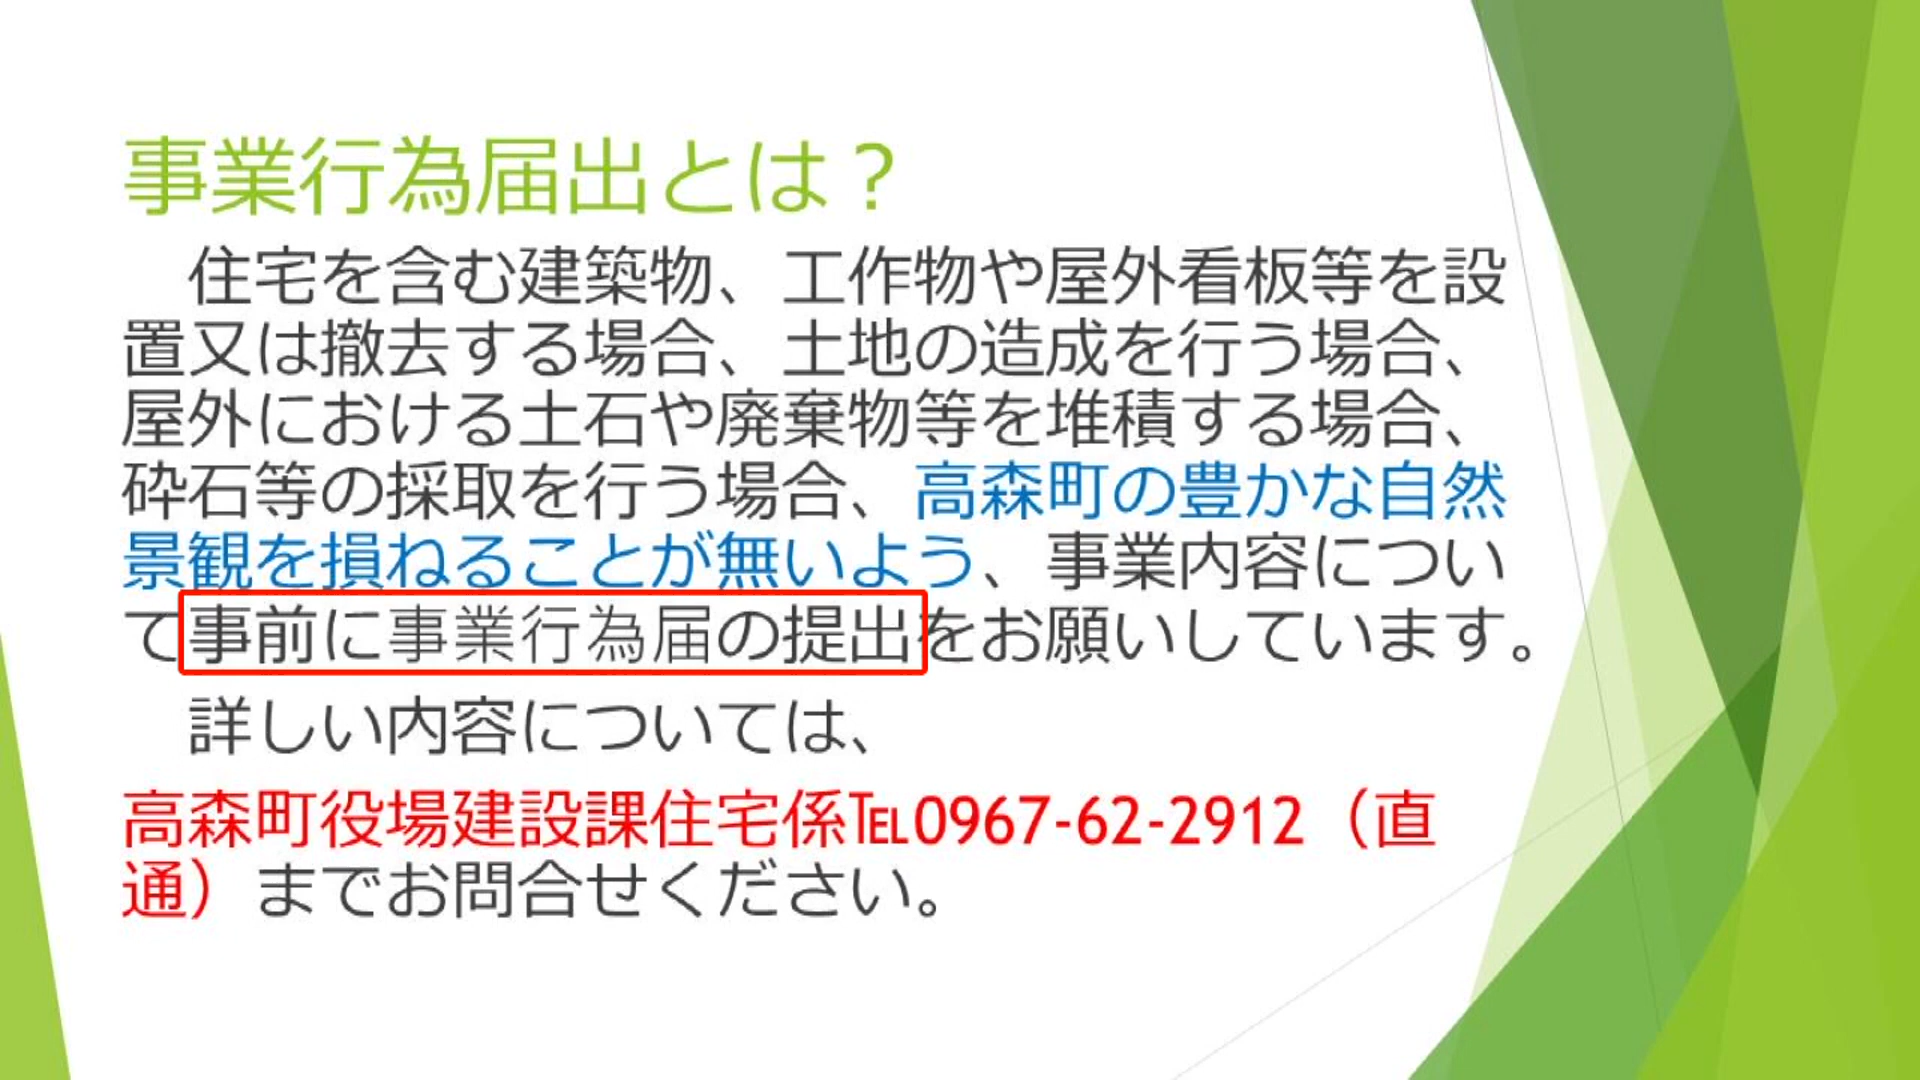 事業行為届出とは？
住宅を含む建築物、工作物や屋外看板等を設
置又は撤去する場合、土地の造成を行う場合、
屋外における土石や廃棄物等を堆積する場合、
砕石等の採取を行う場合、高森町の豊かな自然
景観を損ねることが無いよう、事業内容につい
て事前に事業行為届の提出をお願いしています。
詳しい内容については、
高森町役場建設課住宅係℡0967-62-2912（直
通）までお問合せください。